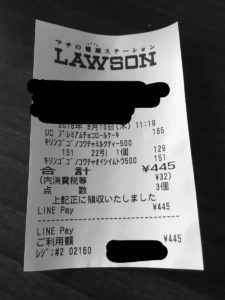 マチの健康ステーション
LAWSON
2018年 8月16日(木) 11:19
UC プレミアムチョコロールケーキ 185
キリンゴゴノコウチャミルクティー500
151 22引 1個 129
キリンゴゴノコウチャオイシイムトウ500
151 151
合計 ¥445
(内消費税等 ¥32)
点数 3個
上記正に領収いたしました
LINE Pay ¥445
LINE Pay
ご利用額 ¥445
レジ:#2 02160